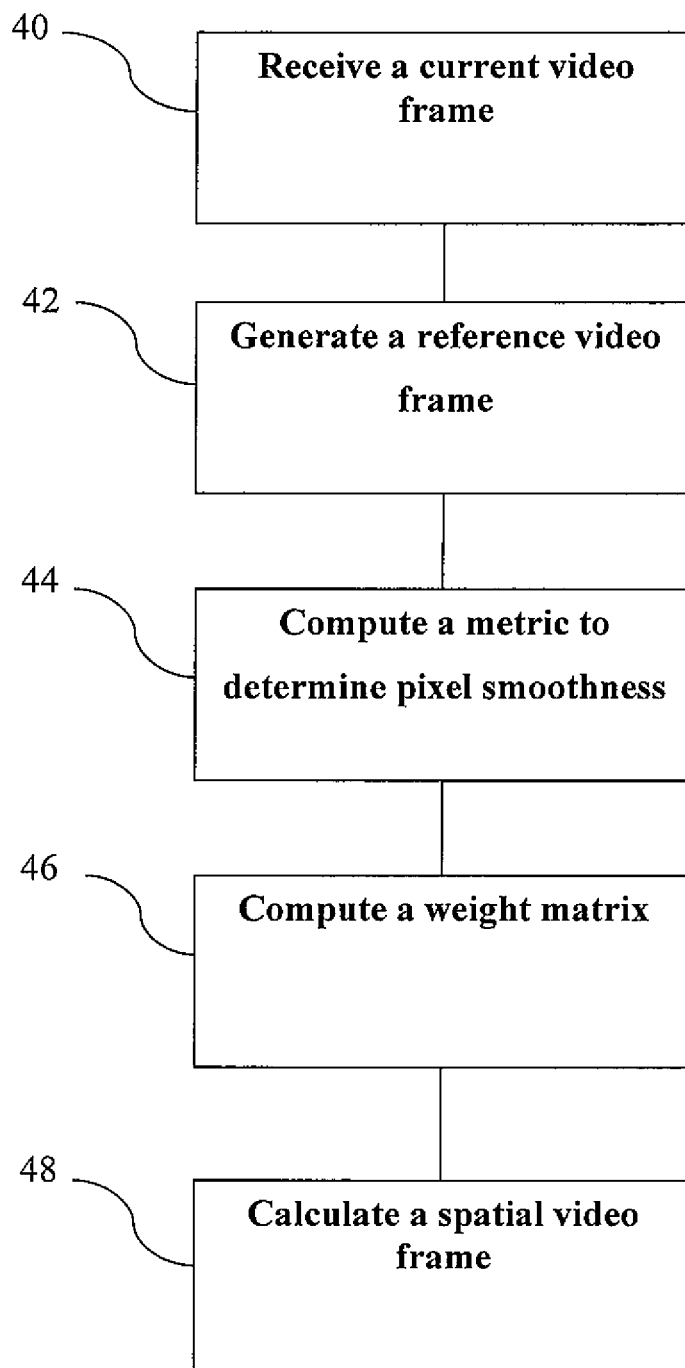 40
Receive a current video
frame
42
Generate a reference video
frame
44
Compute a metric to
determine pixel smoothness
46
Compute a weight matrix
48
Calculate a spatial video
frame